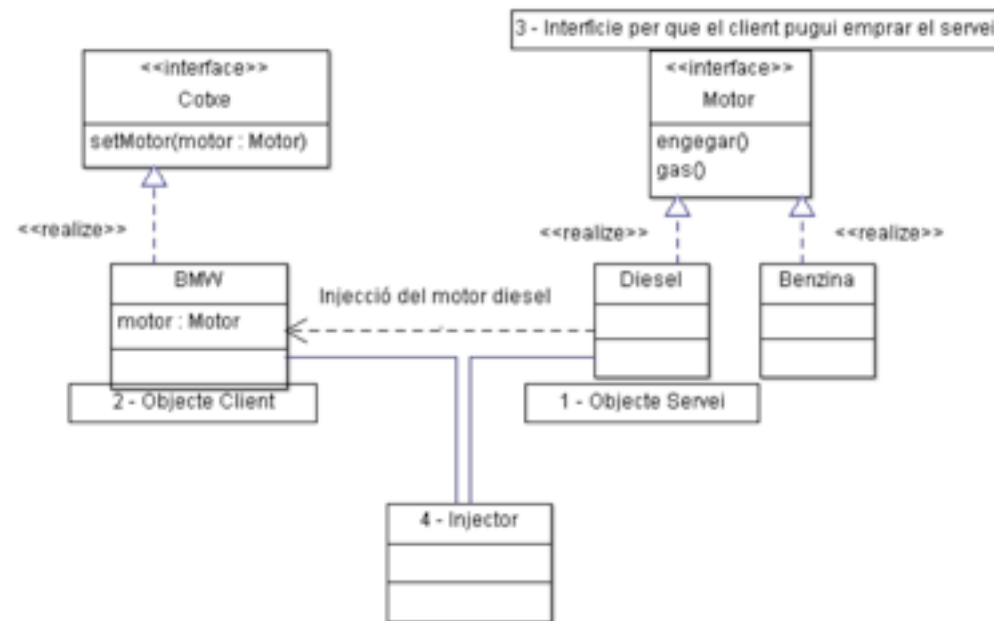 3 - Interfície per que el client pugui emprar el servei
<<interface>>
Cotxe
setMotor(motor : Motor)
<<interface>>
Motor
engegar()
gas()
<<realize>>
<<realize>>
<<realize>>
BMW
motor : Motor
Injecció del motor diesel
Diesel
Benzina
2 - Objecte Client
1 - Objecte Servei
4 - Injector